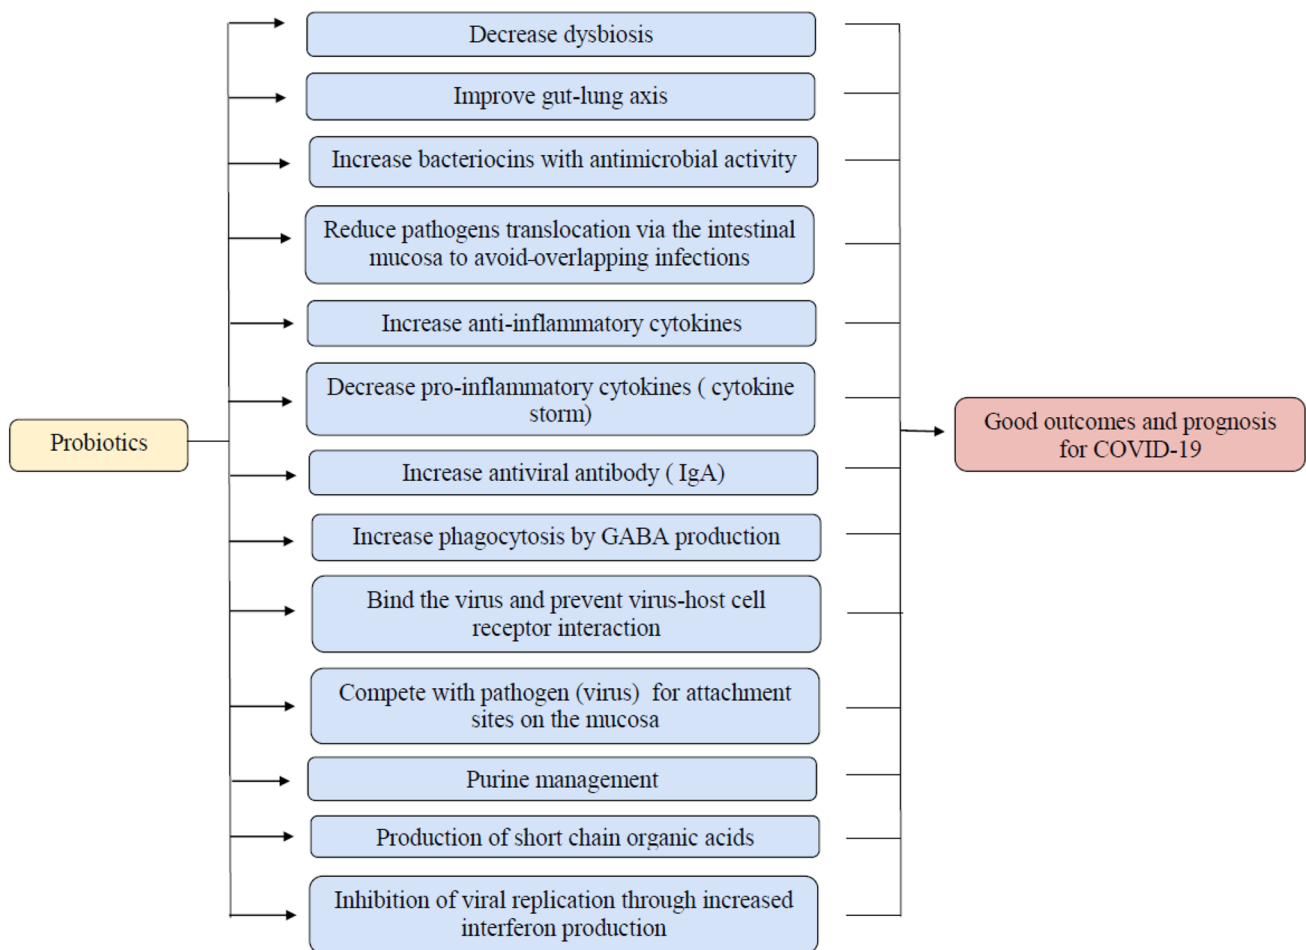 Decrease dysbiosis
Improve gut-lung axis
Increase bacteriocins with antimicrobial activity
Reduce pathogens translocation via the intestinal
mucosa to avoid-overlapping infections
Increase anti-inflammatory cytokines
Decrease pro-inflammatory cytokines ( cytokine
storm)
Probiotics
Good outcomes and prognosis
for COVID-19
Increase antiviral antibody ( IgA)
Increase phagocytosis by GABA production
Bind the virus and prevent virus-host cell
receptor interaction
Compete with pathogen (virus)  for attachment
sites on the mucosa
Purine management
Production of short chain organic acids
Inhibition of viral replication through increased
interferon production